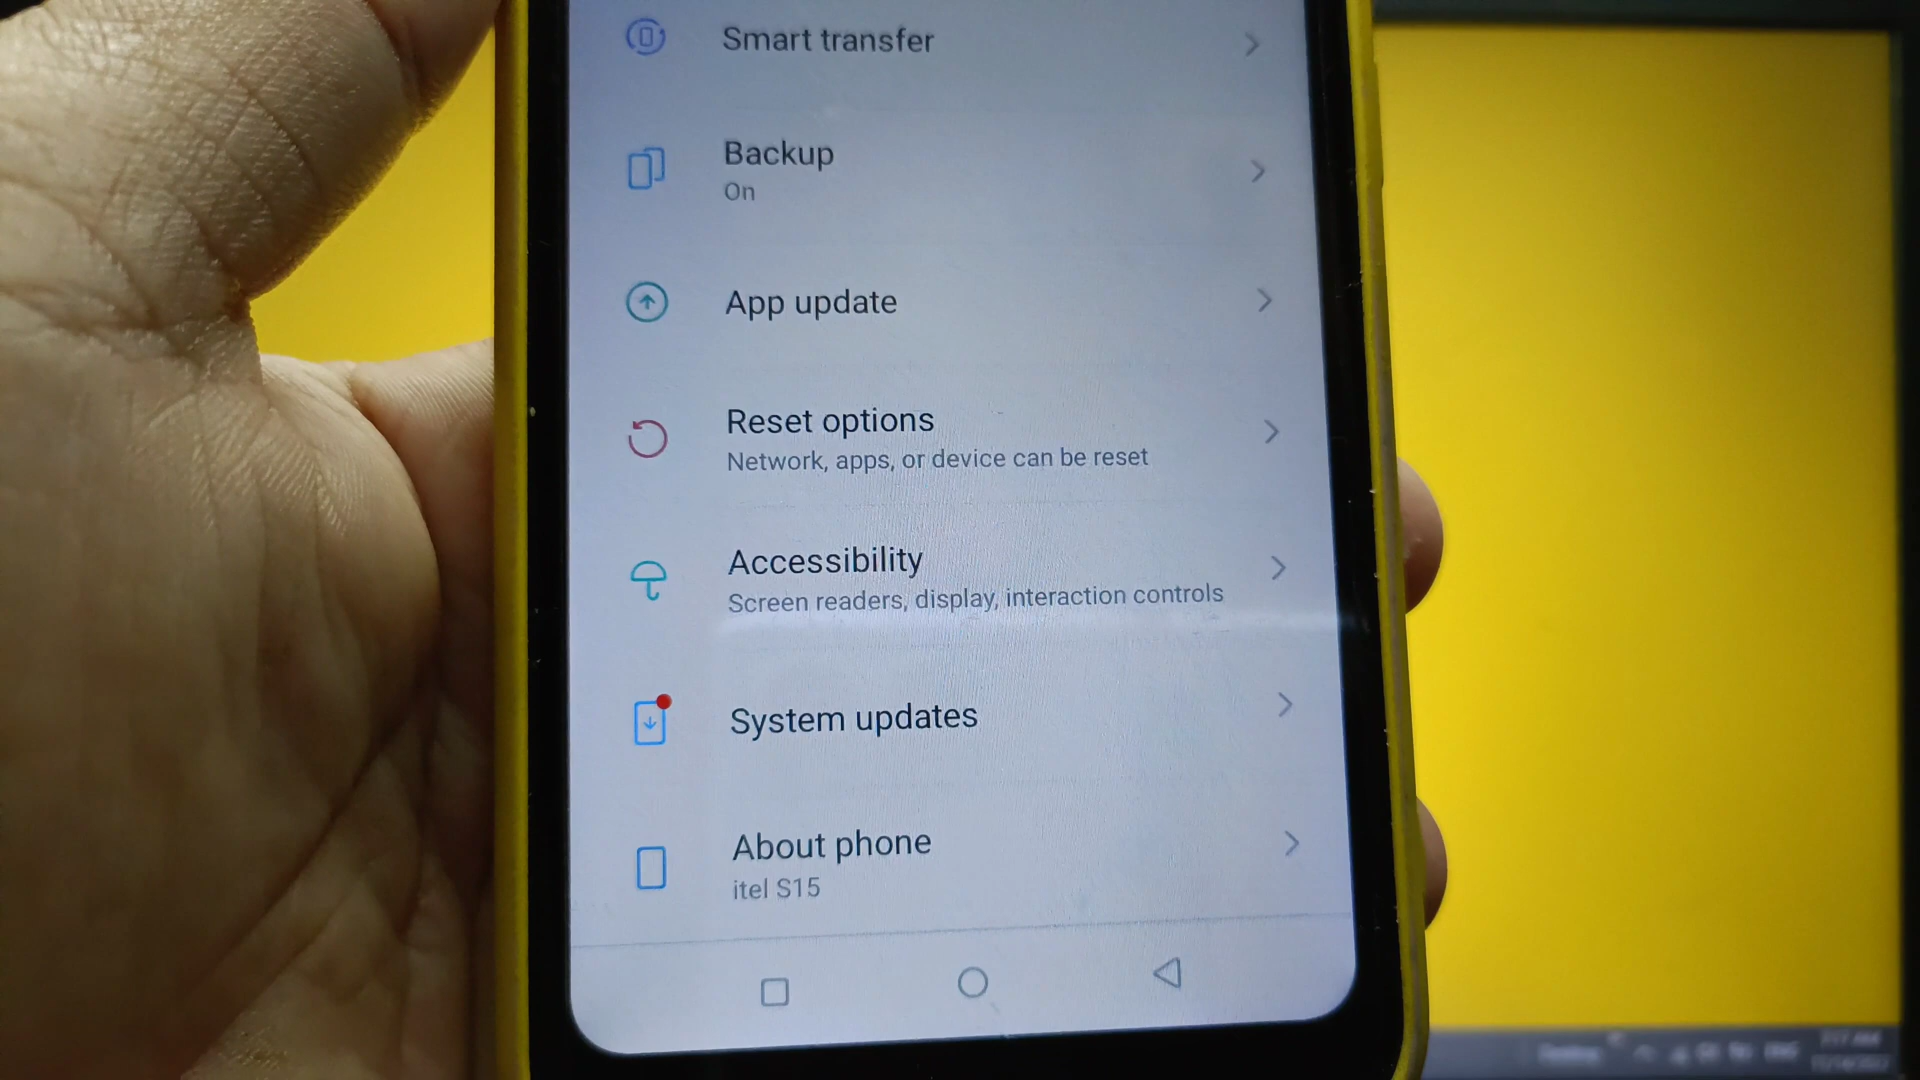 Smart transfer
Backup
On
App update
Reset options
Network, apps, or device can be reset
Accessibility
Screen readers, display, interaction controls
System updates
About phone
itel S15